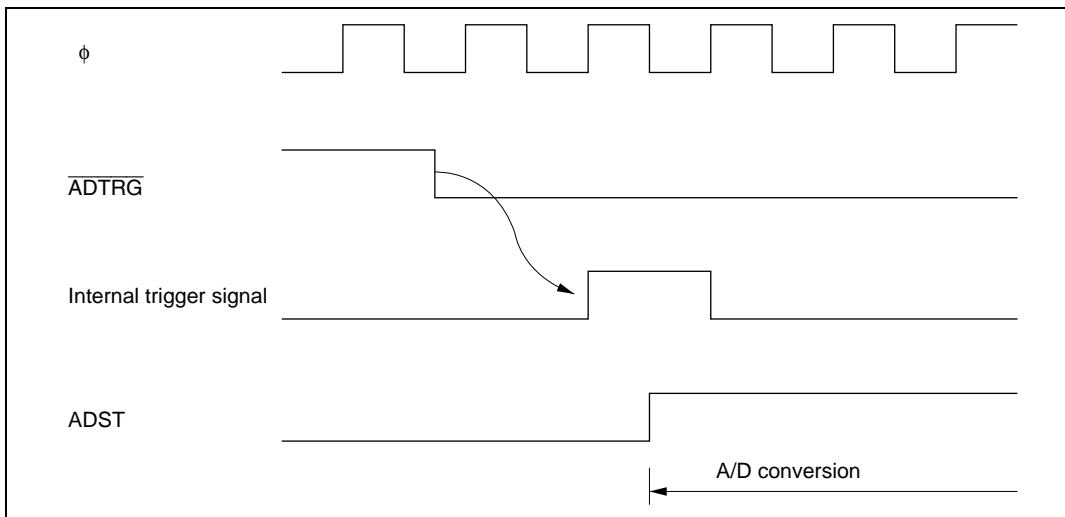 ϕ
ADTRG
Internal trigger signal
ADST
A/D conversion